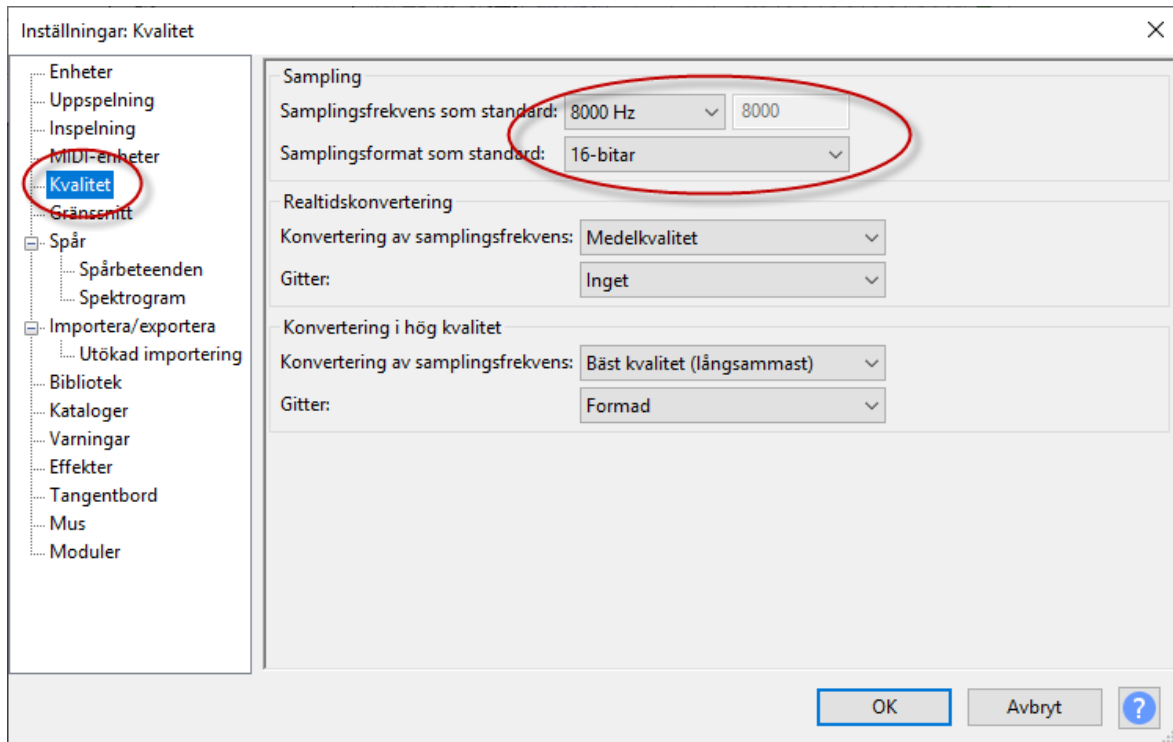 Inställningar: Kvalitet
Enheter
Uppspelning
Inspelning
MIDI-enheter
Kvalitet
Gränssnitt
Spår
Spårbeteenden
Spektrogram
Importera/exportera
Utökad importering
Bibliotek
Kataloger
Varningar
Effekter
Tangentbord
Mus
Moduler
Sampling
Samplingsfrekvens som standard: 8000 Hz 8000
Samplingsformat som standard: 16-bitar
Realtidskonvertering
Konvertering av samplingsfrekvens: Medelkvalitet
Gitter: Inget
Konvertering i hög kvalitet
Konvertering av samplingsfrekvens: Bäst kvalitet (långsammast)
Gitter: Formad
OK Avbryt ?